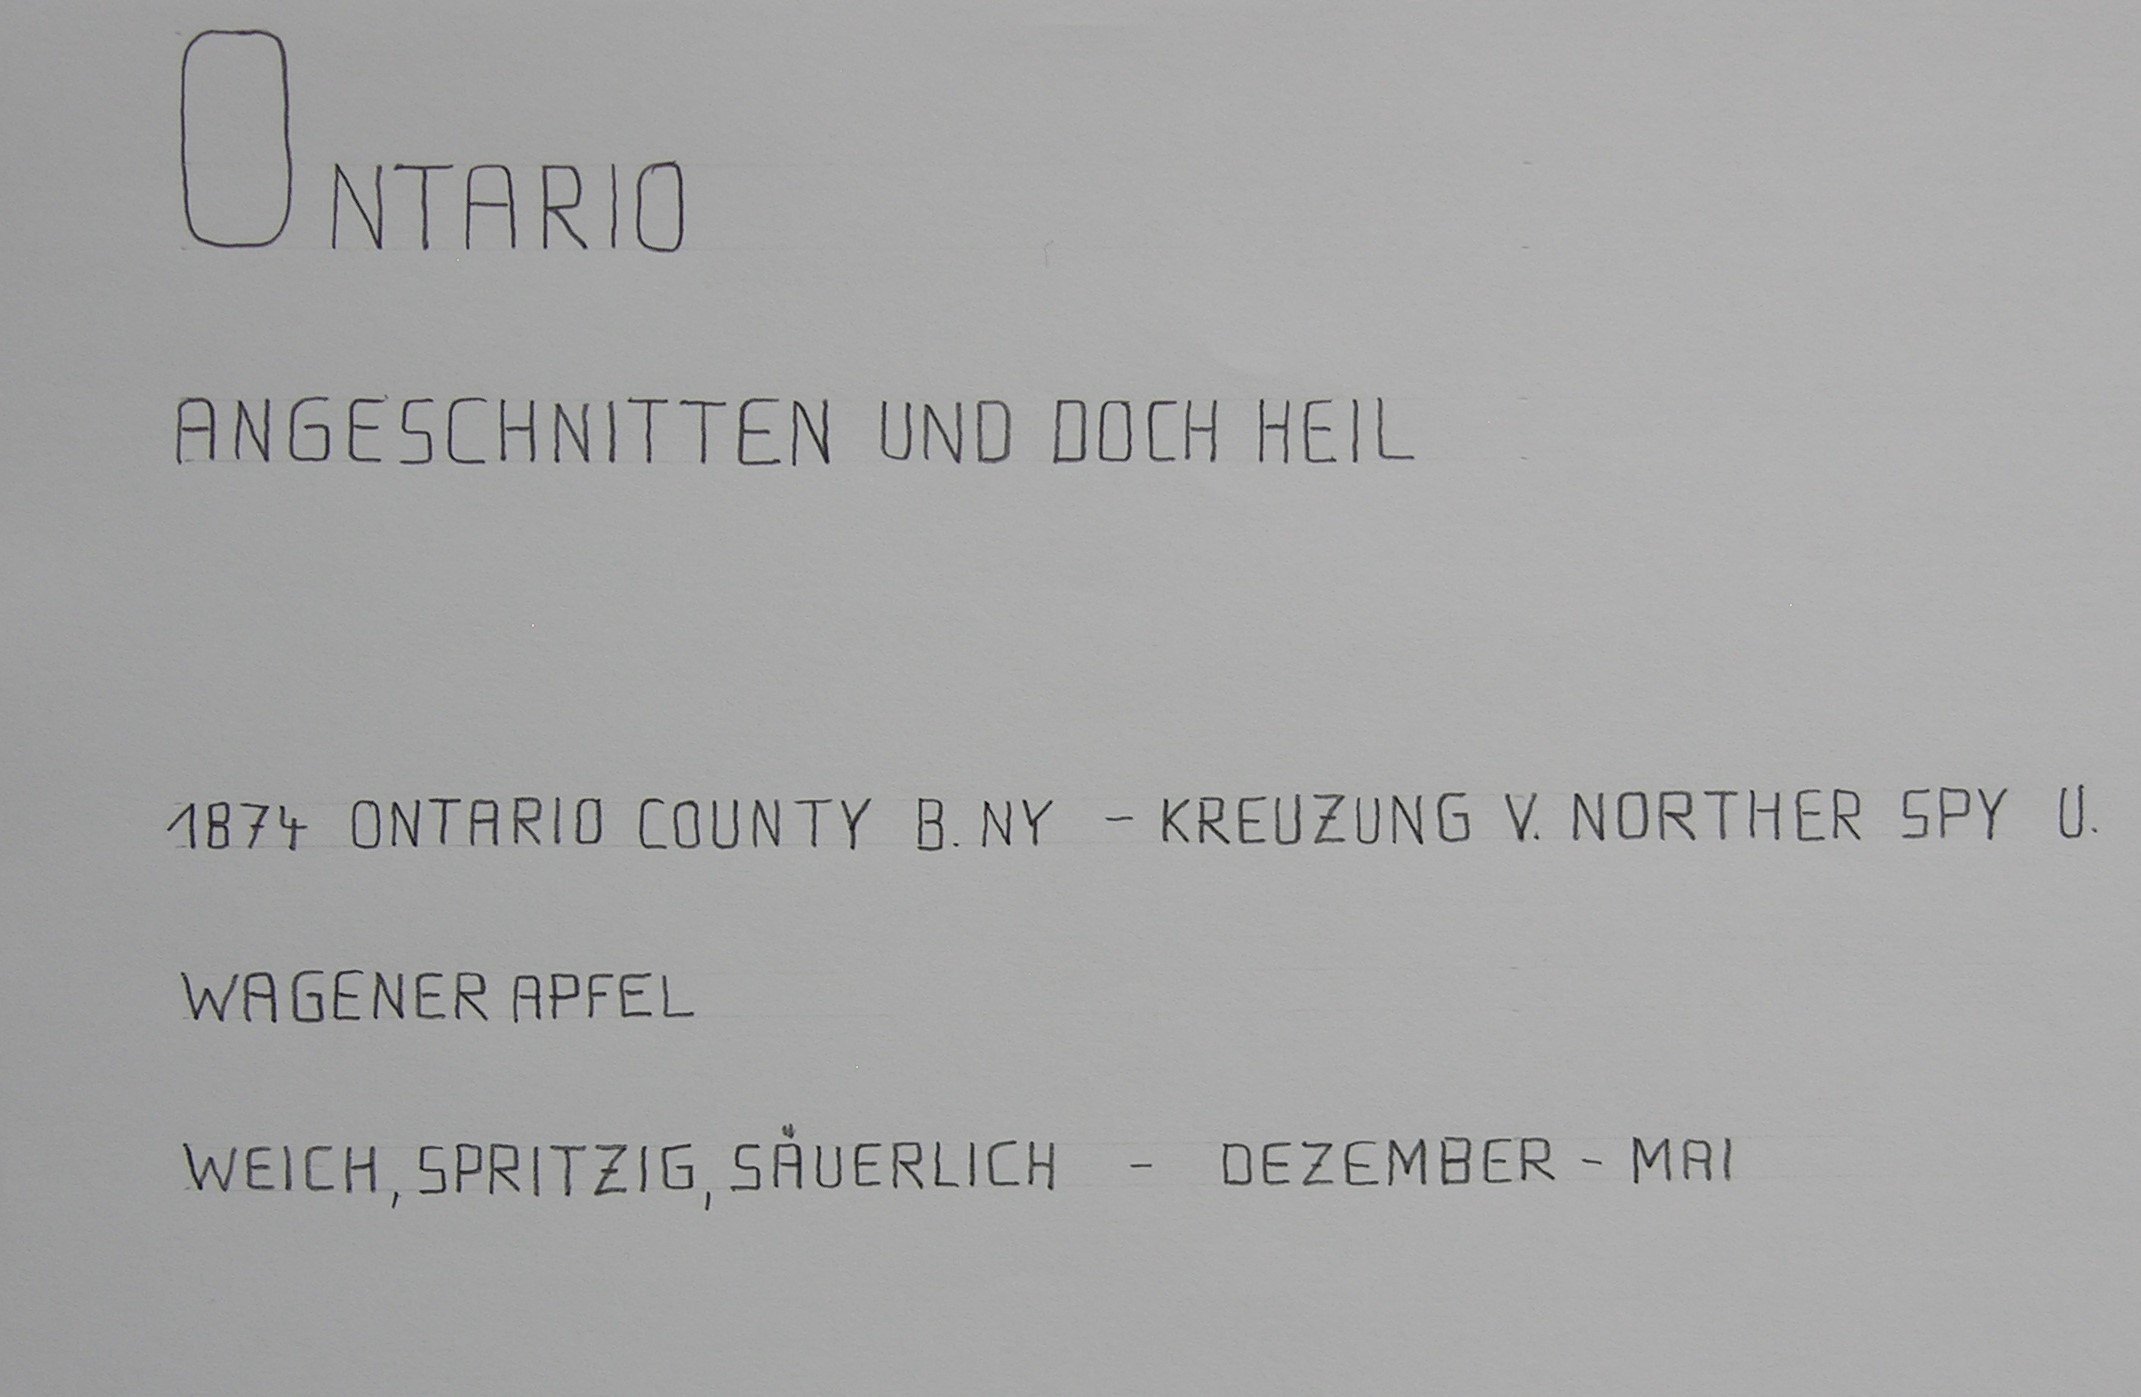 ONTARIO
ANGESCHNITTEN UND DOCH HEIL
1874 ONTARIO COUNTY B. NY - KREUZUNG V. NORTHER SPY U.
WAGENER APFEL
WEICH, SPRITZIG, SÄUERLICH - DEZEMBER - MAI